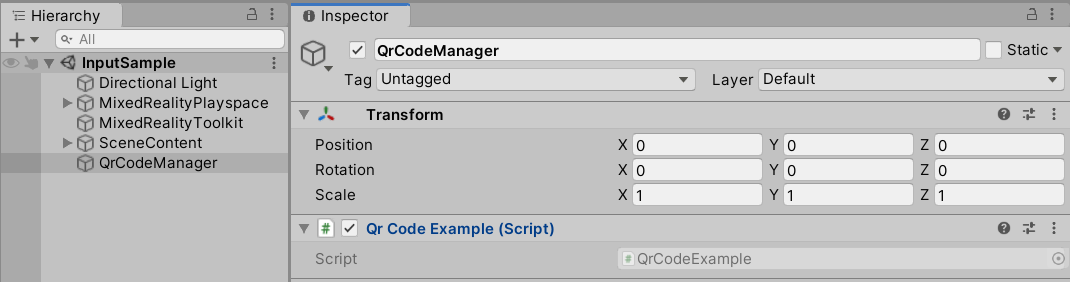 Hierarchy
All
InputSample
Directional Light
MixedRealityPlayspace
MixedRealityToolkit
SceneContent
QrCodeManager
Inspector
QrCodeManager Static
Tag Untagged Layer Default
Transform
Position X 0 Y 0 Z 0
Rotation X 0 Y 0 Z 0
Scale X 1 Y 1 Z 1
# Qr Code Example (Script)
Script # QrCodeExample